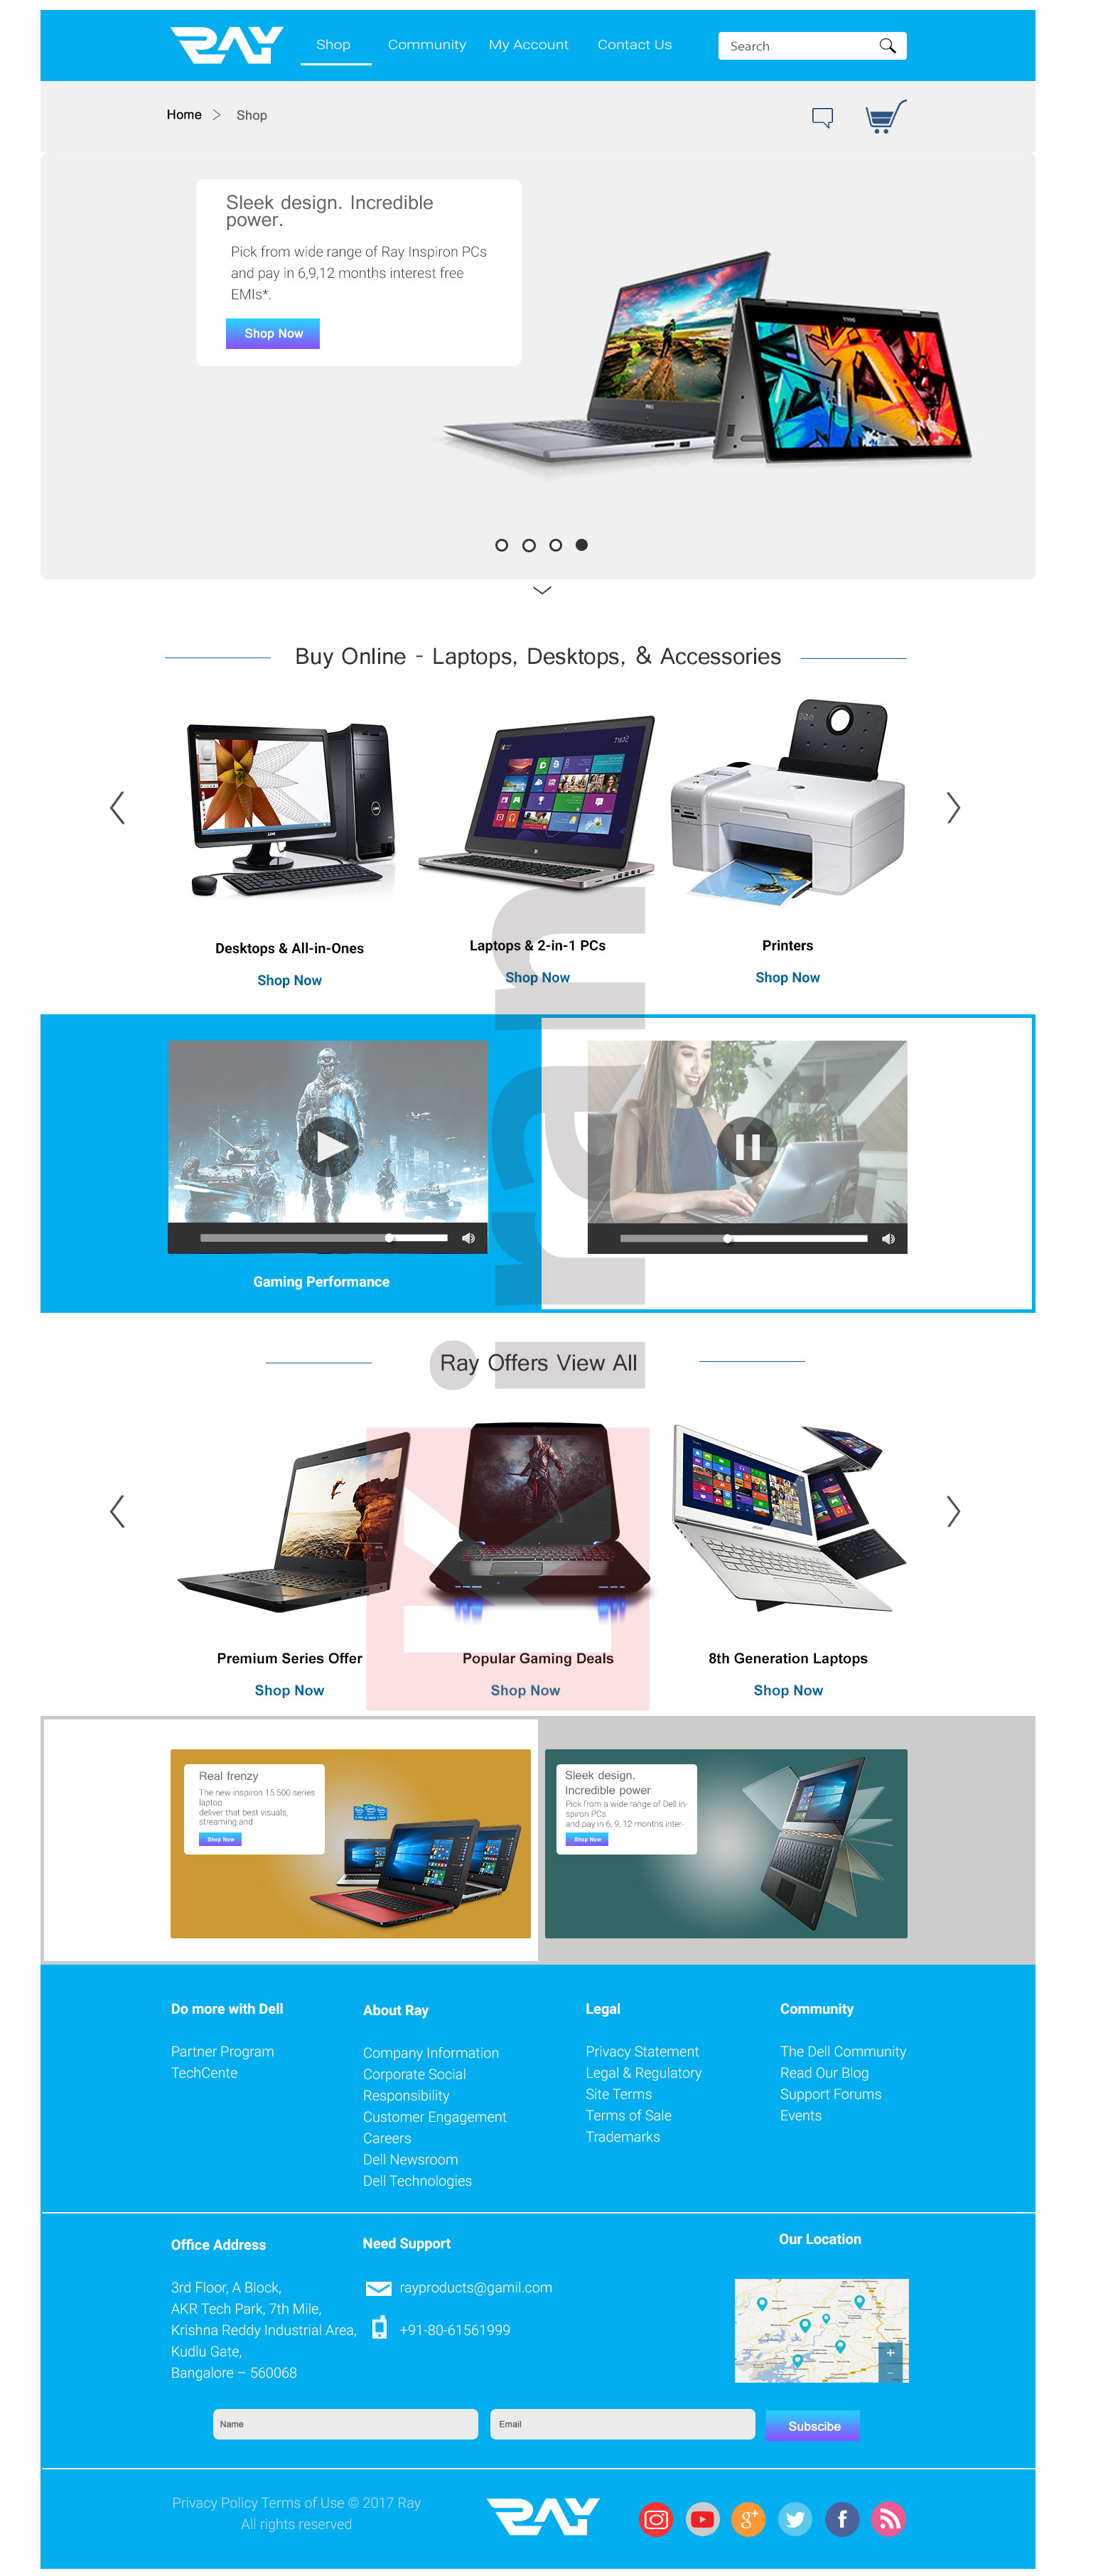 RAY
Shop Community My Account Contact Us Search
Home > Shop
Sleek design. Incredible
power.
Pick from wide range of Ray Inspiron PCs
and pay in 6,9,12 months interest free
EMIs*.
Shop Now
DELL
Buy Online - Laptops, Desktops, & Accessories
Desktops & All-in-Ones
Shop Now
Laptops & 2-in-1 PCs
Shop Now
Printers
Shop Now
Gaming Performance
Ray Offers View All
Premium Series Offer
Shop Now
Popular Gaming Deals
Shop Now
8th Generation Laptops
Shop Now
Real frenzy
The new inspiron 15 500 series
laptop
deliver that best visuals,
streaming and
Shop Now
Sleek design.
Incredible power
Pick from a wide range of Dell in-
spiron PCs
and pay in 6, 9, 12 months inter-
Shop Now
Do more with Dell
Partner Program
TechCente
About Ray
Company Information
Corporate Social
Responsibility
Customer Engagement
Careers
Dell Newsroom
Dell Technologies
Legal
Privacy Statement
Legal & Regulatory
Site Terms
Terms of Sale
Trademarks
Community
The Dell Community
Read Our Blog
Support Forums
Events
Office Address
3rd Floor, A Block,
AKR Tech Park, 7th Mile,
Krishna Reddy Industrial Area,
Kudlu Gate,
Bangalore – 560068
Need Support
rayproducts@gamil.com
+91-80-61561999
Our Location
Name
Email
Subscibe
Privacy Policy Terms of Use © 2017 Ray
All rights reserved
RAY